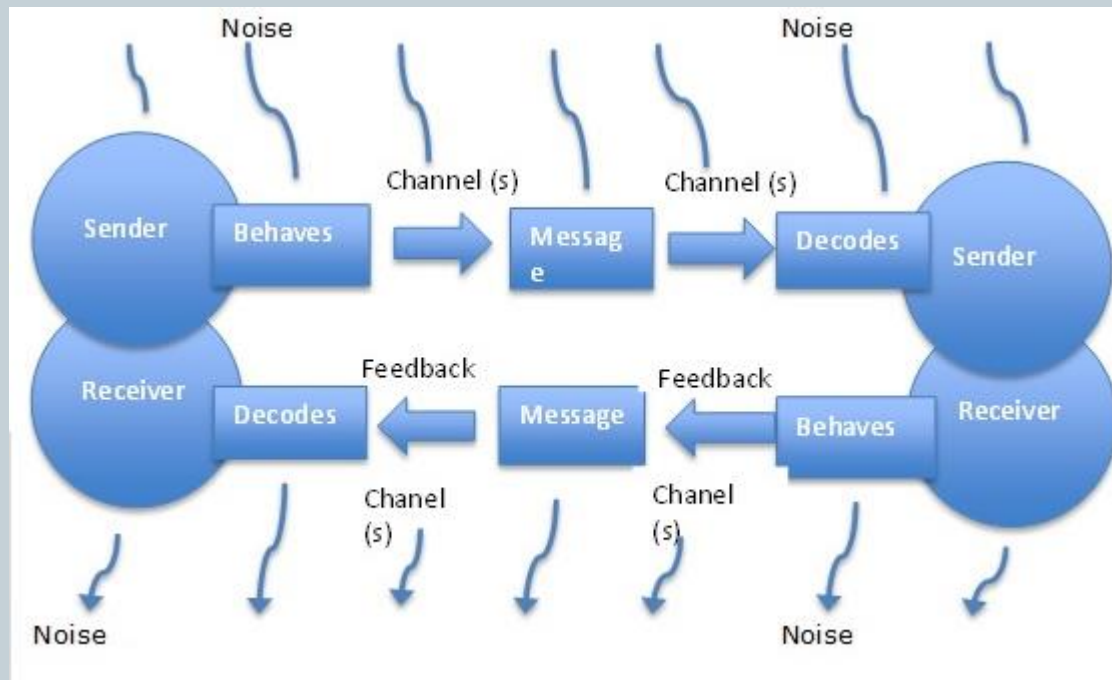 Noise Noise
Channel (s) Channel (s)
Sender Behaves Messag
e Decodes Sender
Feedback Feedback
Receiver Decodes Message Behaves Receiver
Chanel
(s) Chanel
(s)
Noise Noise